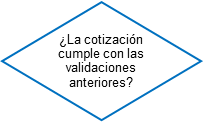 ¿La cotización
cumple con las
validaciones
anteriores?